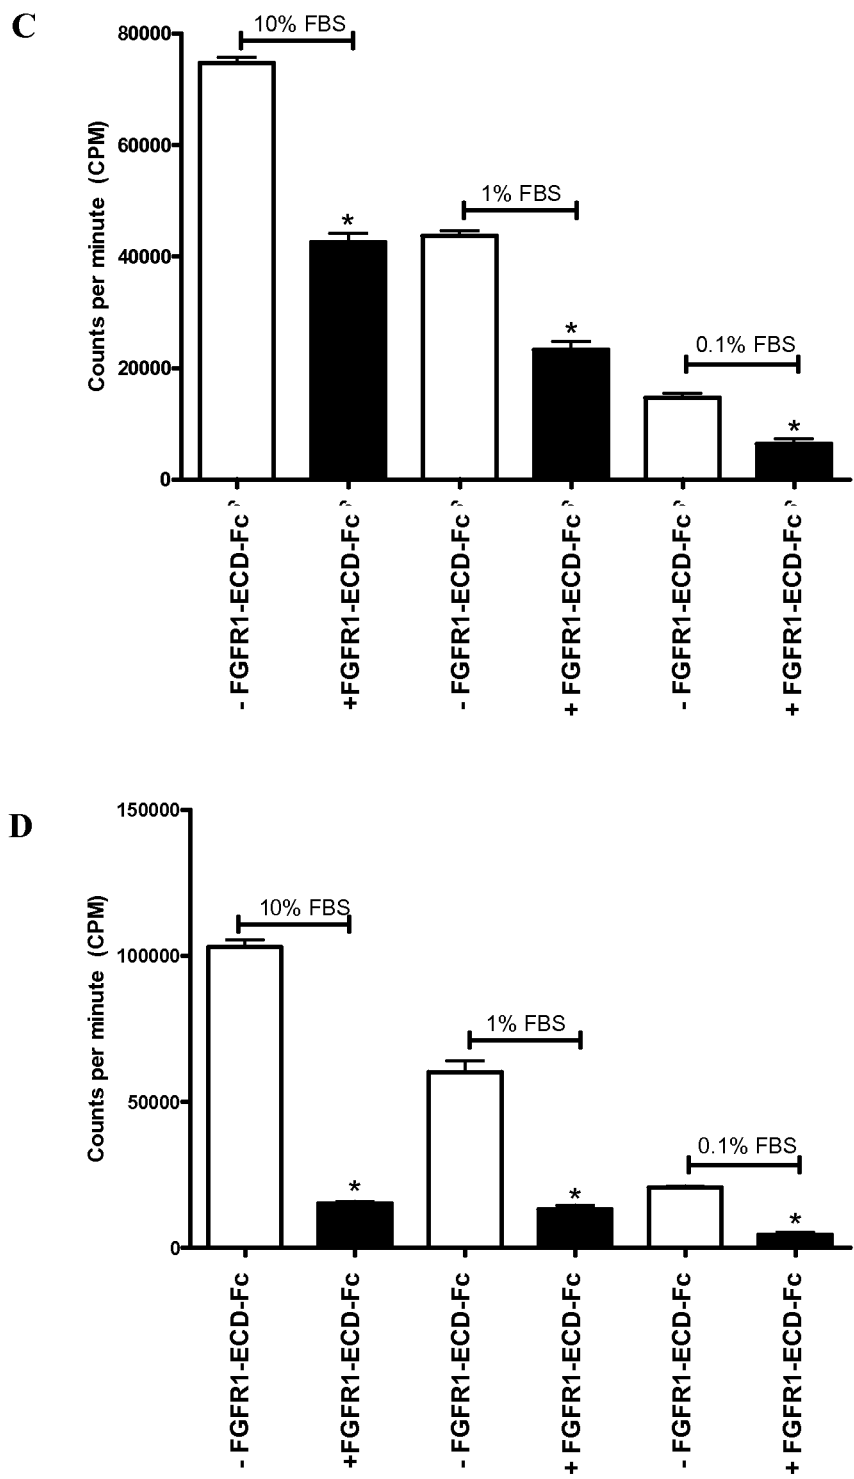 C
10% FBS
1% FBS
0.1% FBS
Counts per minute (CPM)
80000
60000
40000
20000
0
*
*
*
- FGFR1-ECD-Fc
+FGFR1-ECD-Fc
- FGFR1-ECD-Fc
+ FGFR1-ECD-Fc
- FGFR1-ECD-Fc
+ FGFR1-ECD-Fc
D
10% FBS
1% FBS
0.1% FBS
Counts per minute (CPM)
150000
100000
50000
0
*
*
*
- FGFR1-ECD-Fc
+FGFR1-ECD-Fc
- FGFR1-ECD-Fc
+ FGFR1-ECD-Fc
- FGFR1-ECD-Fc
+ FGFR1-ECD-Fc